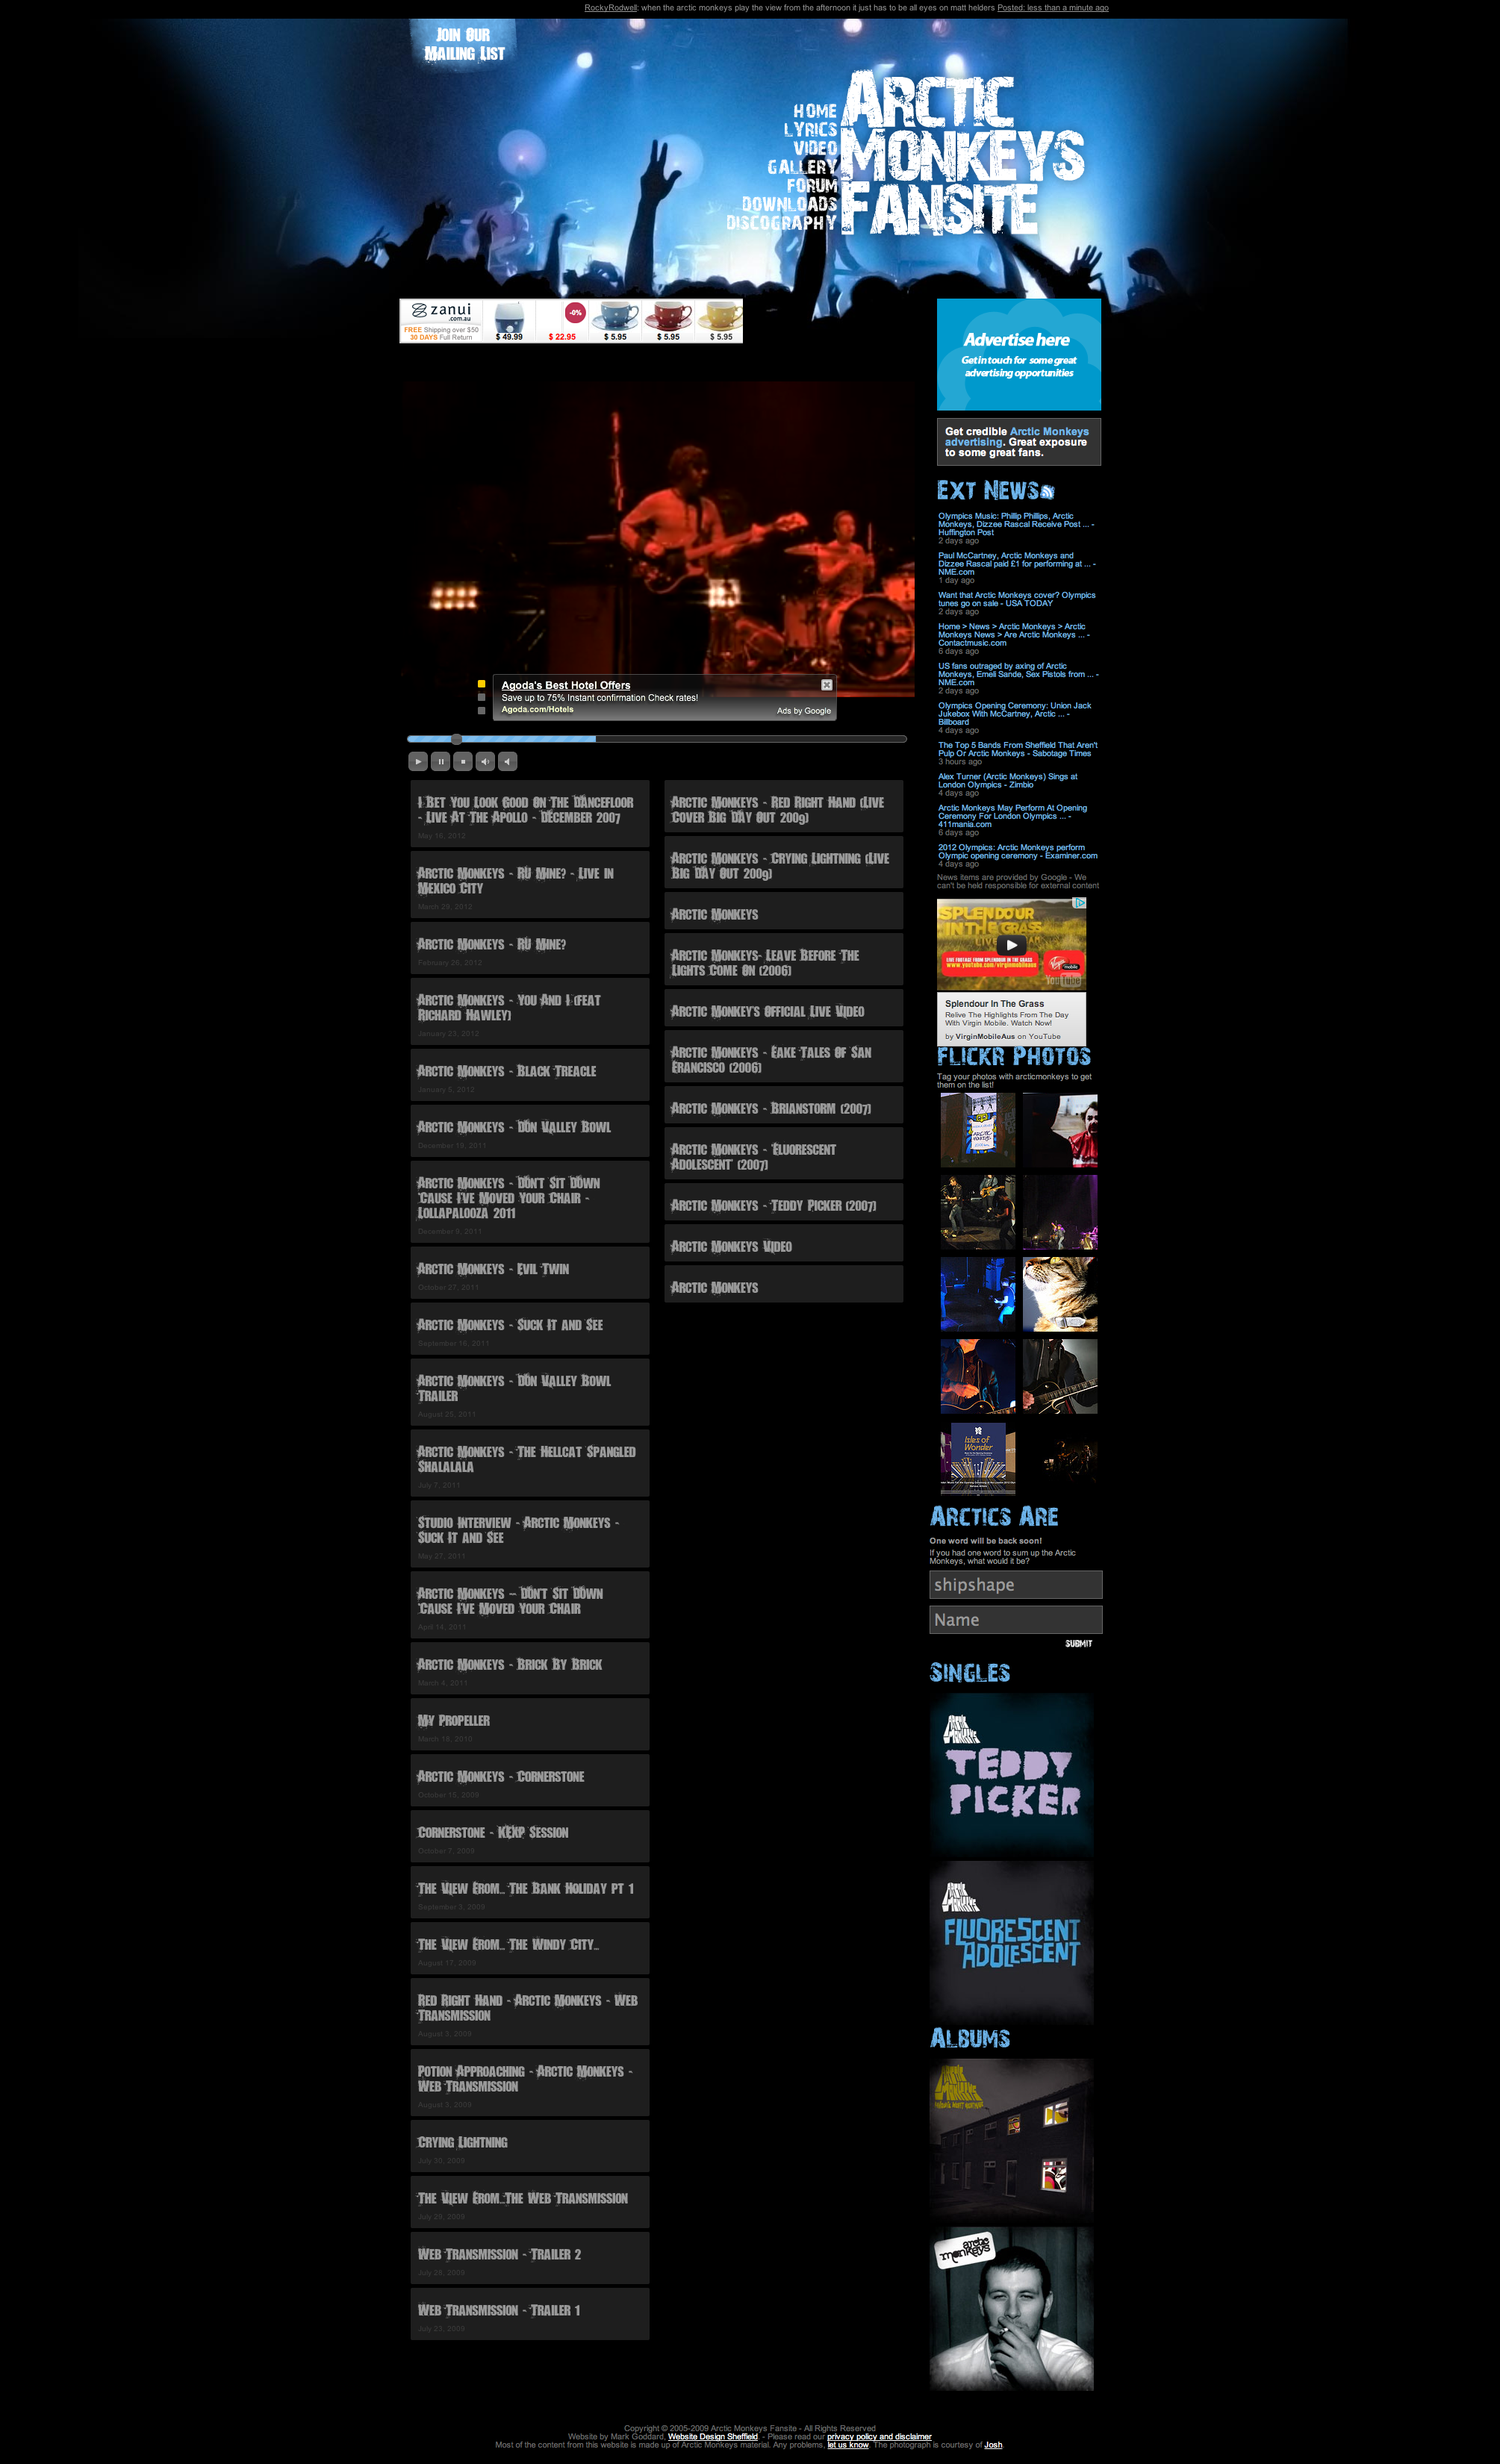 RockyRodwell: when the arctic monkeys play the view from the afternoon it just has to be all eyes on matt helders Posted: less than a minute ago
Join Our
Mailing List
Home
Lyrics
Video
Gallery
Forum
Downloads
Discography
Arctic
Monkeys
Fansite
zanui
.com.au
FREE Shipping over $50
30 DAYS Full Return
$ 49.99
-0%
$ 22.95
$ 5.95
$ 5.95
$ 5.95
Advertise here
Get in touch for some great
advertising opportunities
Get credible Arctic Monkeys
advertising. Great exposure
to some great fans.
Agoda's Best Hotel Offers
Save up to 75% Instant confirmation Check rates!
Agoda.com/Hotels
Ads by Google
I Bet You Look Good On The Dancefloor
- Live At The Apollo - December 2007
May 16, 2012
Arctic Monkeys - RU Mine? - Live in
Mexico City
March 29, 2012
Arctic Monkeys - RU Mine?
February 26, 2012
Arctic Monkeys - You And I (feat
Richard Hawley)
January 23, 2012
Arctic Monkeys - Black Treacle
January 5, 2012
Arctic Monkeys - Don Valley Bowl
December 16, 2011
Arctic Monkeys - Don't Sit Down
'Cause I've Moved Your Chair -
Lollapalooza 2011
December 8, 2011
Arctic Monkeys - Evil Twin
October 27, 2011
Arctic Monkeys - Suck It and See
September 16, 2011
Arctic Monkeys - Don Valley Bowl
Trailer
August 25, 2011
Arctic Monkeys - The Hellcat Spangled
Shalalala
July 7, 2011
Studio Interview - Arctic Monkeys -
Suck It and See
May 27, 2011
Arctic Monkeys – Don't Sit Down
'Cause I've Moved Your Chair
April 14, 2011
Arctic Monkeys - Brick By Brick
March 4, 2011
My Propeller
March 18, 2010
Arctic Monkeys - Cornerstone
October 15, 2009
Cornerstone - KEXP Session
October 7, 2009
The View From... The Bank Holiday pt 1
September 3, 2009
The View From... The Windy City...
August 17, 2009
Red Right Hand - Arctic Monkeys - Web
Transmission
August 3, 2009
Potion Approaching - Arctic Monkeys -
Web Transmission
August 3, 2009
Crying Lightning
July 30, 2009
The View From...The Web Transmission
July 29, 2009
Web Transmission - Trailer 2
July 28, 2009
Web Transmission - Trailer 1
July 23, 2009
Arctic Monkeys - Red Right Hand (Live
Cover Big Day Out 2009)
Arctic Monkeys - Crying Lightning (Live
Big Day Out 2009)
Arctic Monkeys
Arctic Monkeys- Leave Before The
Lights Come On (2006)
Arctic Monkey's Official Live Video
Arctic Monkeys - Fake Tales Of San
Francisco (2006)
Arctic Monkeys - Brianstorm (2007)
Arctic Monkeys - 'Fluorescent
Adolescent' (2007)
Arctic Monkeys - Teddy Picker (2007)
Arctic Monkeys Video
Arctic Monkeys
Ext News
Olympics Music: Phillip Phillips, Arctic
Monkeys, Dizzee Rascal Receive Post ... -
Huffington Post
2 days ago
Paul McCartney, Arctic Monkeys and
Dizzee Rascal paid £1 for performing at ... -
NME.com
1 day ago
Want that Arctic Monkeys cover? Olympics
tunes go on sale - USA TODAY
2 days ago
Home > News > Arctic Monkeys > Arctic
Monkeys News > Are Arctic Monkeys ... -
Contactmusic.com
6 days ago
US fans outraged by axing of Arctic
Monkeys, Emeli Sande, Sex Pistols from ... -
NME.com
2 days ago
Olympics Opening Ceremony: Union Jack
Jukebox With McCartney, Arctic ... -
Billboard
4 days ago
The Top 5 Bands From Sheffield That Aren't
Pulp Or Arctic Monkeys - Sabotage Times
3 hours ago
Alex Turner (Arctic Monkeys) Sings at
London Olympics - Zimbio
4 days ago
Arctic Monkeys May Perform At Opening
Ceremony For London Olympics ... -
411mania.com
6 days ago
2012 Olympics: Arctic Monkeys perform
Olympic opening ceremony - Examiner.com
4 days ago
News items are provided by Google - We
can't be held responsible for external content
SPLENDOUR
IN THE GRASS
LIVE
LIVE FOOTAGE FROM SPLENDOUR IN THE GRASS
www.youtube.com/virginmobileaus
Virgin
mobile
YouTube
Splendour In The Grass
Relive The Highlights From The Day
With Virgin Mobile. Watch Now!
by VirginMobileAus on YouTube
Flickr Photos
Tag your photos with arcticmonkeys to get
them on the list!
Isles of
Wonder
Arctics Are
One word will be back soon!
If you had one word to sum up the Arctic
Monkeys, what would it be?
shipshape
Name
Submit
Singles
Arctic
Monkeys
TEDDY
PICKER
Arctic
Monkeys
FLUORESCENT
ADOLESCENT
Albums
Arctic
Monkeys
arctic
monkeys
Copyright © 2005-2009 Arctic Monkeys Fansite - All Rights Reserved
Website by Mark Goddard, Website Design Sheffield. - Please read our privacy policy and disclaimer
Most of the content from this website is made up of Arctic Monkeys material. Any problems, let us know. The photograph is courtesy of Josh.